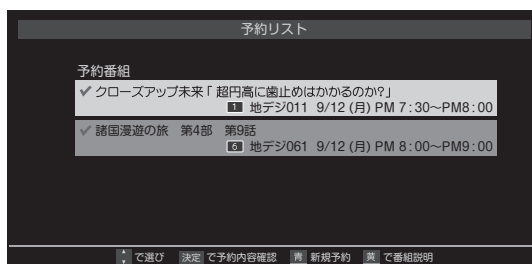 予約リスト
予約番組
✔ クローズアップ未来「 超円高に歯止めはかかるのか?」
1 地デジ011 9/12 (月) PM 7:30～PM8:00
✔ 諸国漫遊の旅 第4部 第9話
6 地デジ061 9/12 (月) PM 8:00～PM9:00
で選び 決定 で予約内容確認 青 新規予約 黄 で番組説明